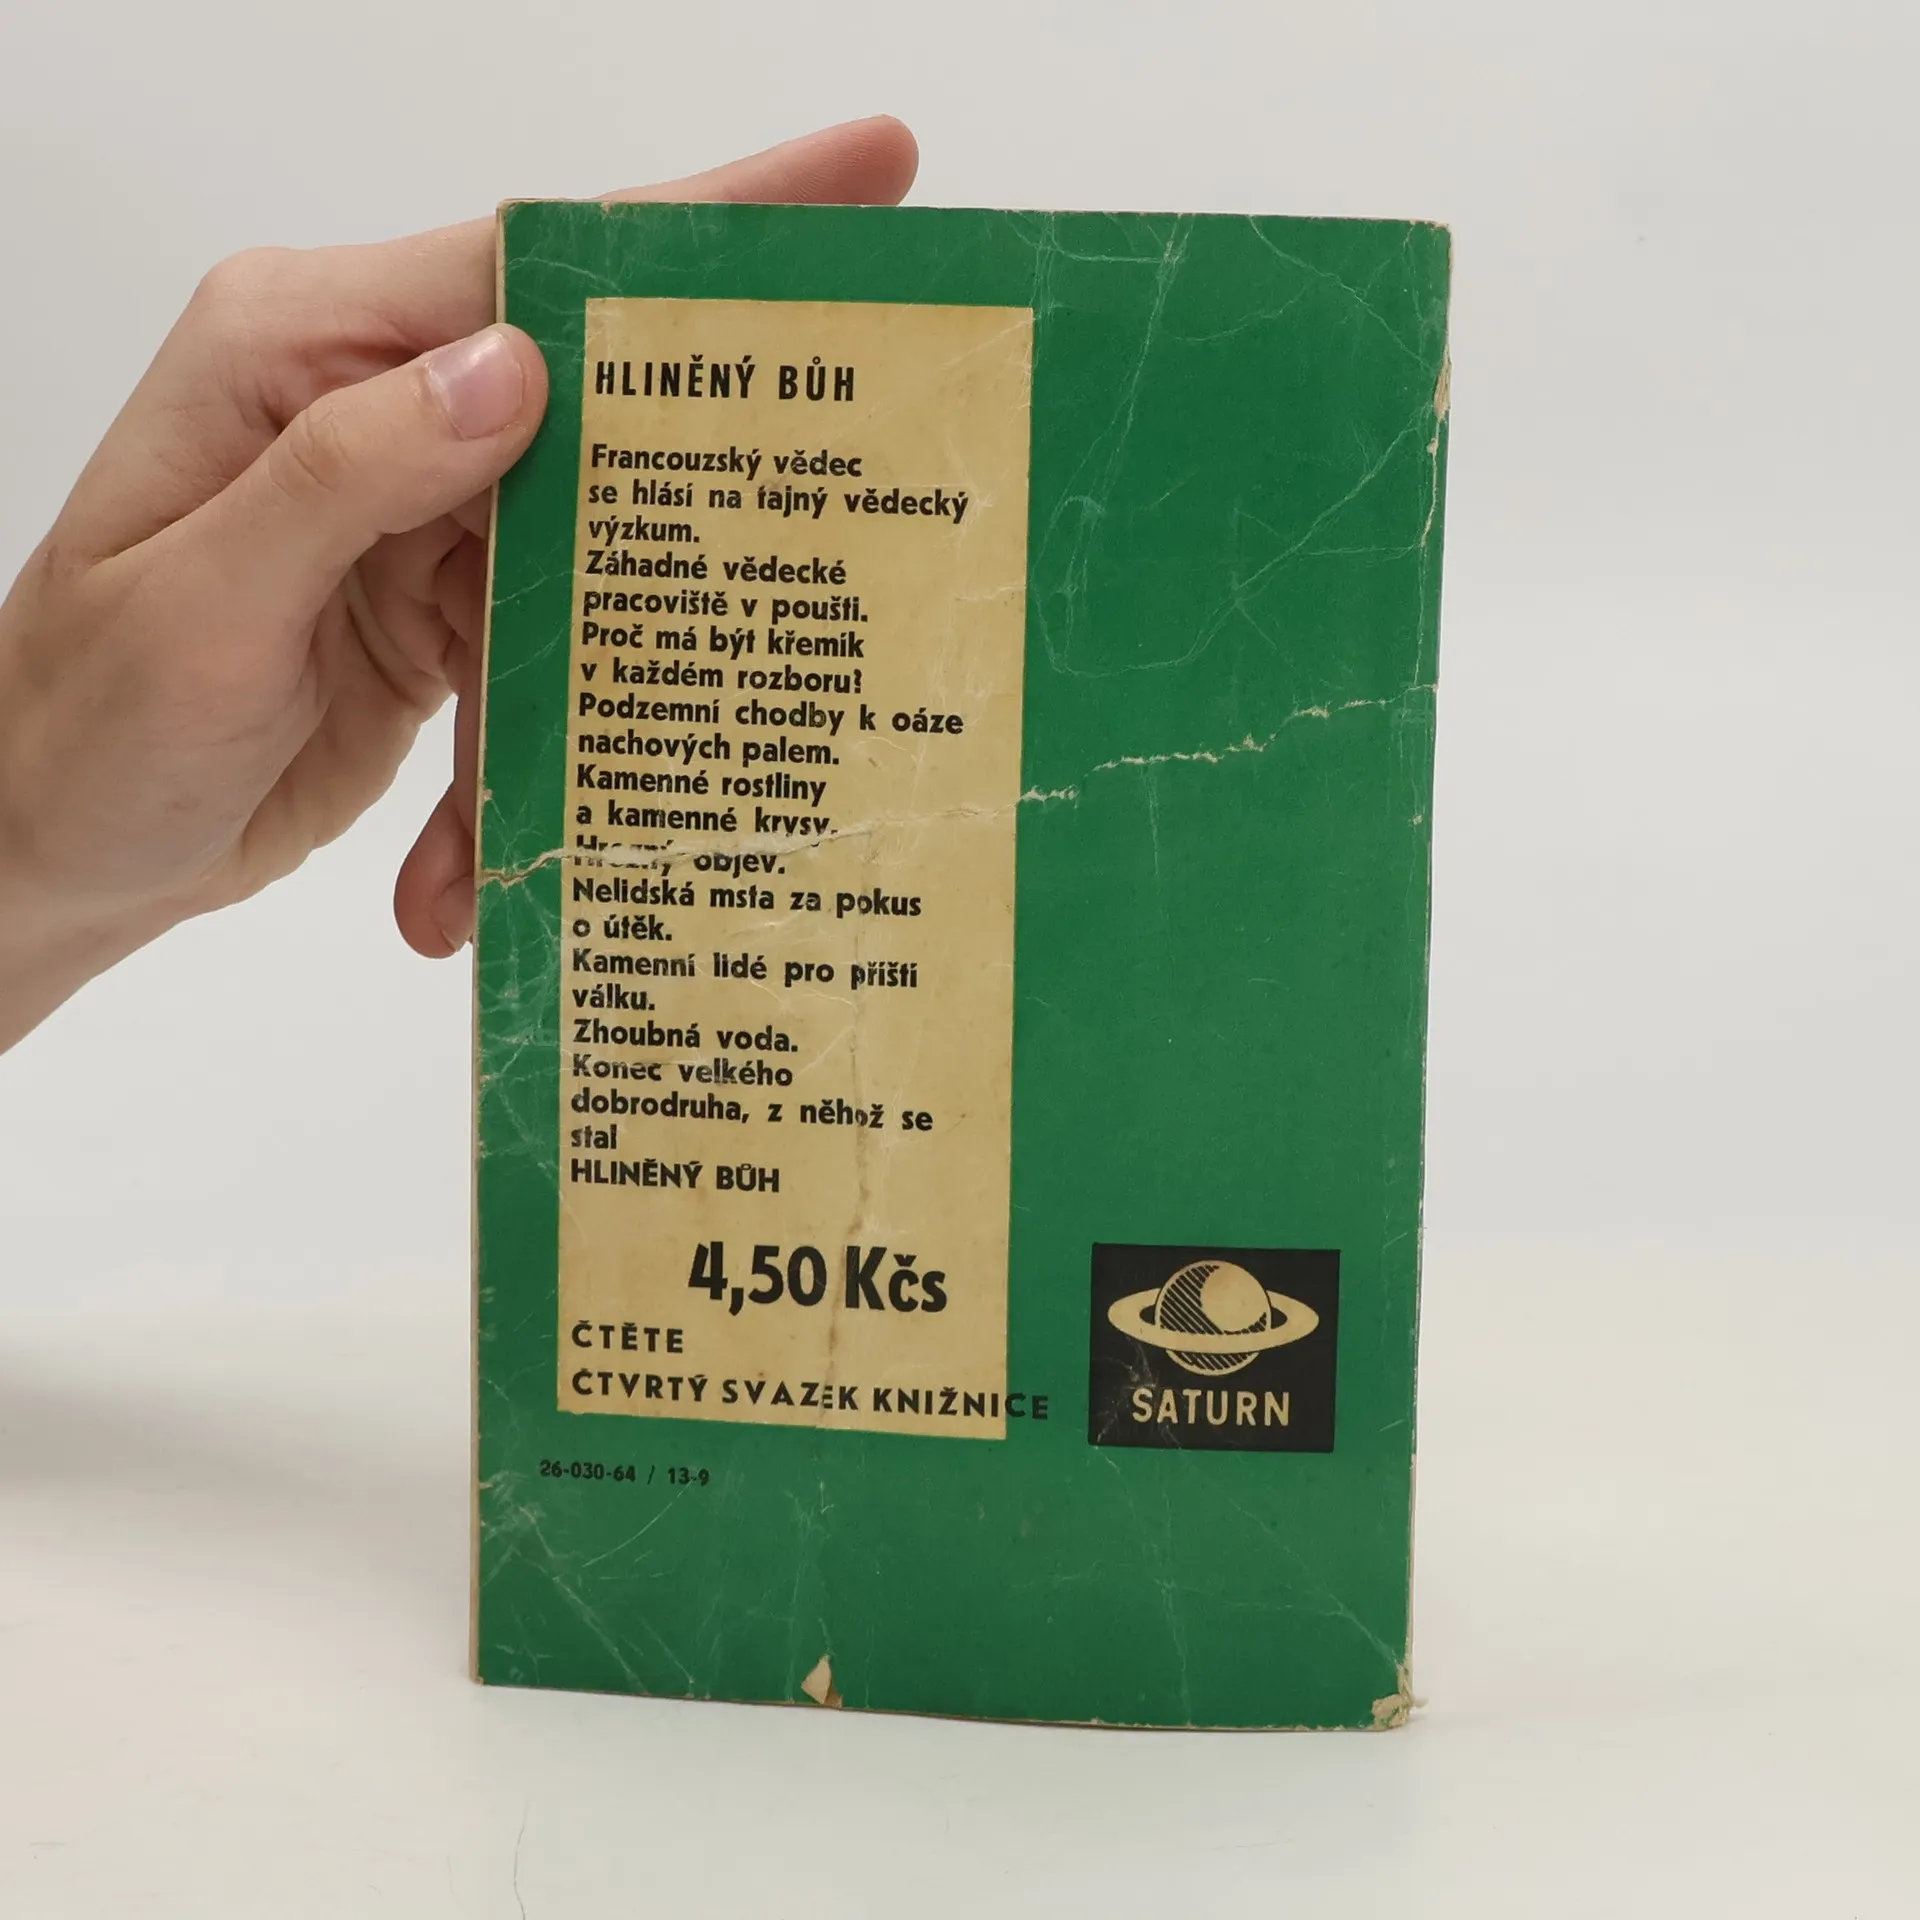 HLINĚNÝ BŮH
Francouzský vědec
se hlásí na tajný vědecký
výzkum.
Záhadné vědecké
pracoviště v poušti.
Proč má být křemík
v každém rozboru?
Podzemní chodby k oáze
nachových palem.
Kamenné rostliny
a kamenné krysy.
Hrozný objev.
Nelidská msta za pokus
o útěk.
Kamenní lidé pro příští
válku.
Zhoubná voda.
Konec velkého
dobrodruha, z něhož se
stal
HLINĚNÝ BŮH
4,50 Kčs
ČTĚTE
ČTVRTÝ SVAZEK KNIŽNICE
SATURN
26-030-64 / 13-9